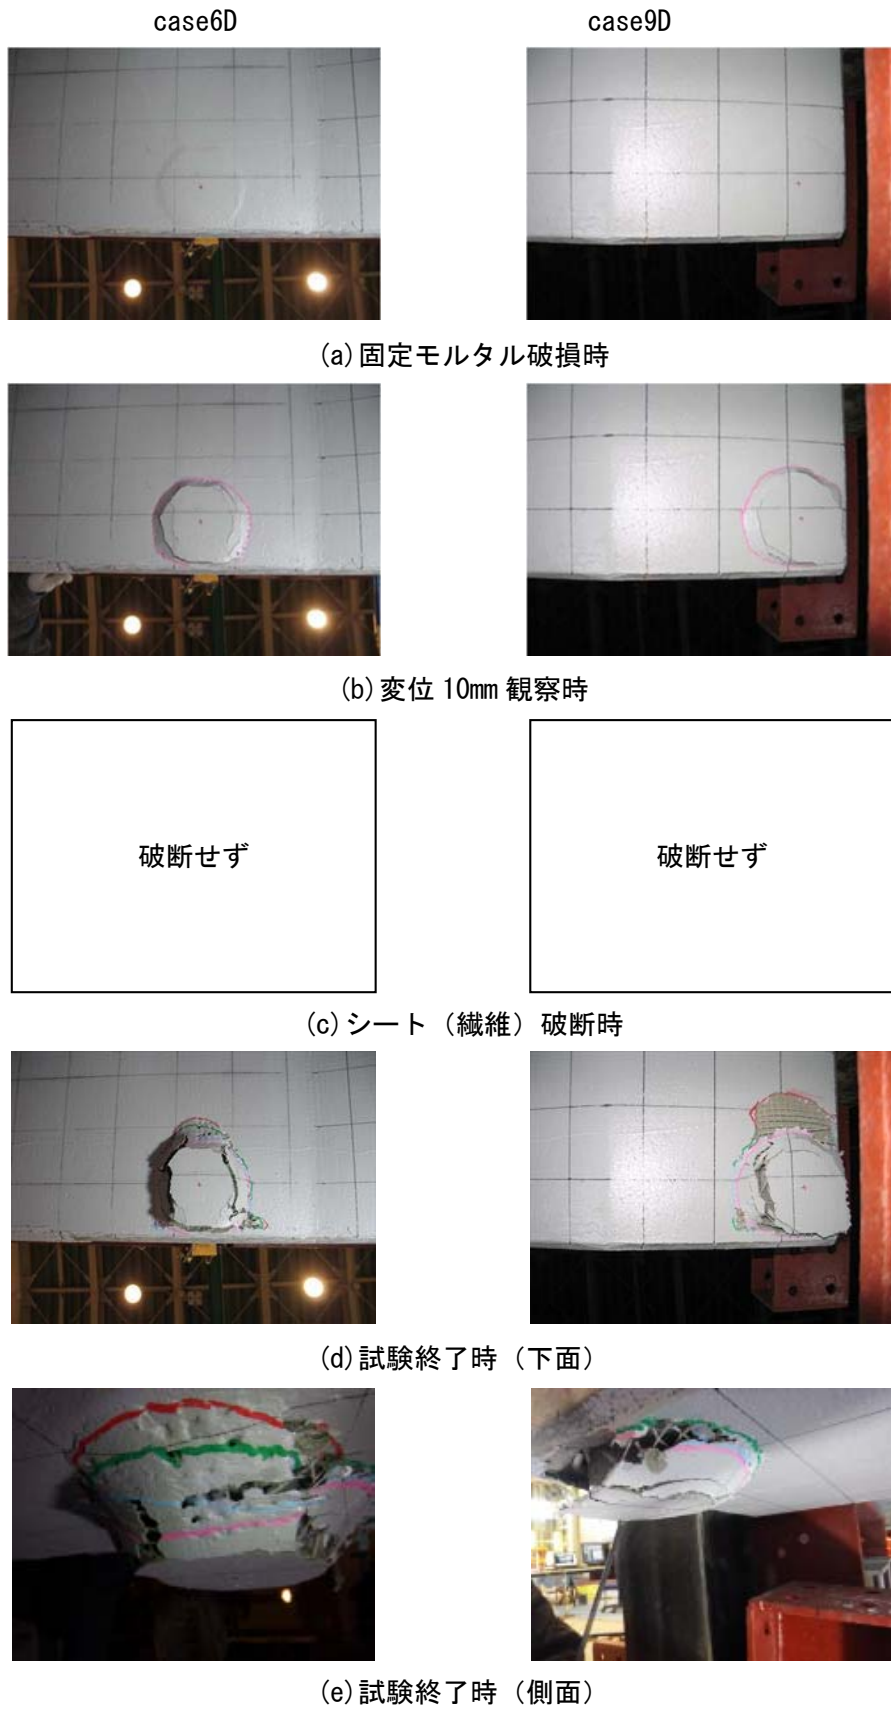 case6D
case9D
(a)固定モルタル破損時
(b)変位 10mm 観察時
破断せず
破断せず
(c)シート（繊維）破断時
(d)試験終了時（下面）
(e)試験終了時（側面）